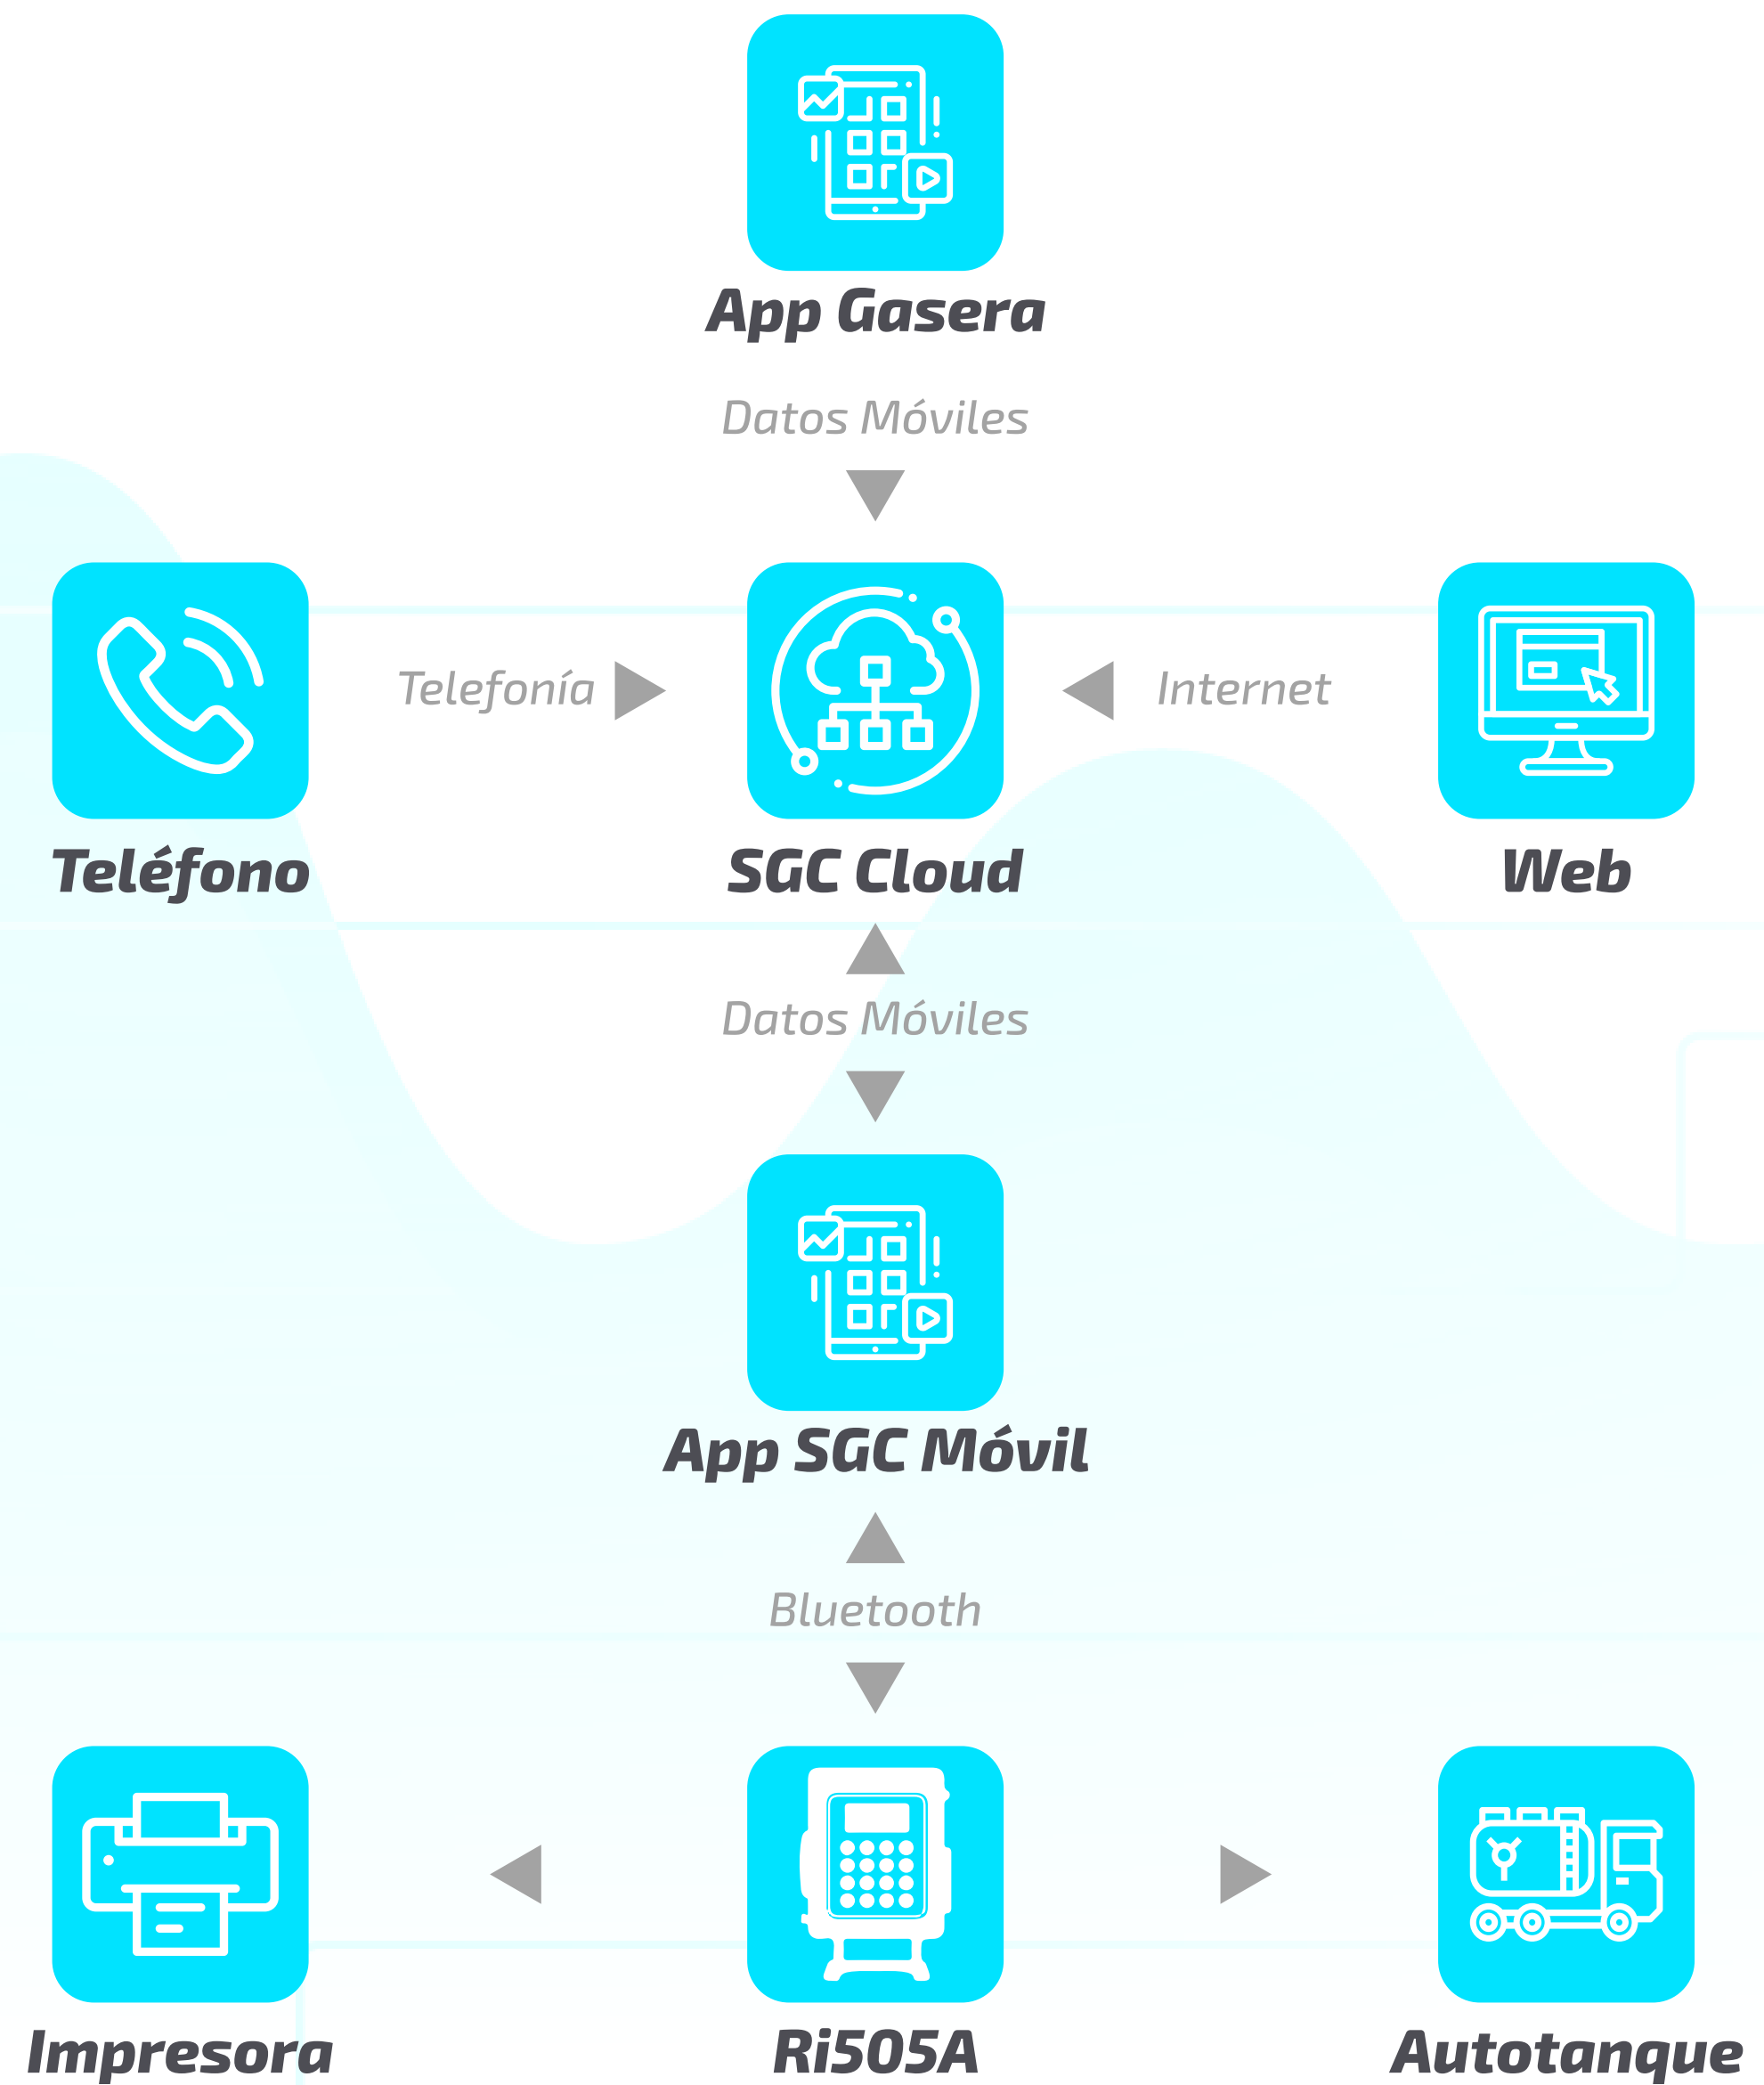 App Gasera
Datos Móviles
Telefonía
Internet
Teléfono
SGC Cloud
Web
Datos Móviles
App SGC Móvil
Bluetooth
Impresora
Ri505A
Autotanque